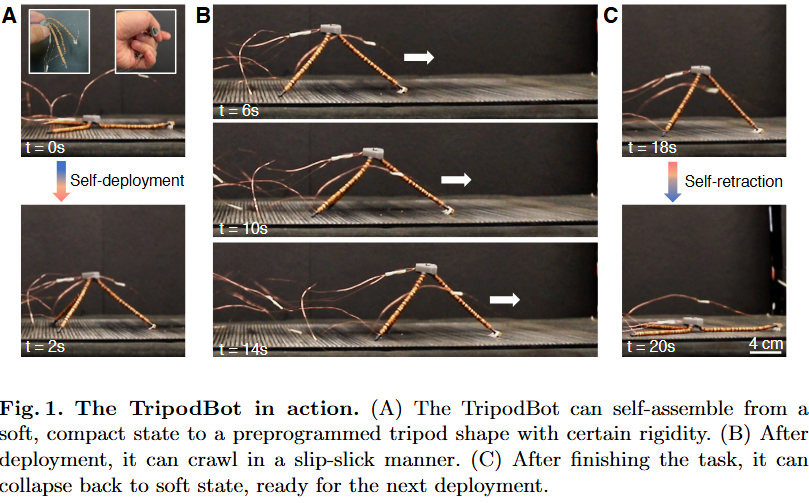 A
t = 0s
Self-deployment
t = 2s
B
t = 6s
t = 10s
t = 14s
C
t = 18s
Self-retraction
t = 20s
4 cm
Fig. 1. The TripodBot in action. (A) The TripodBot can self-assemble from a
soft, compact state to a preprogrammed tripod shape with certain rigidity. (B) After
deployment, it can crawl in a slip-slick manner. (C) After finishing the task, it can
collapse back to soft state, ready for the next deployment.